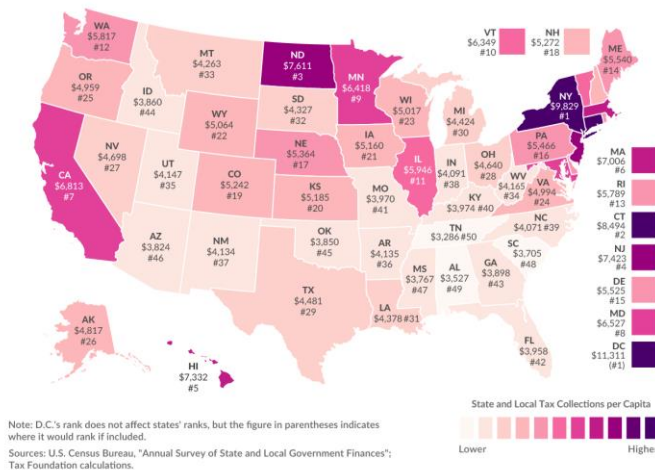 WA
$5,817
#12
OR
$4,959
#25
CA
$6,813
#7
NV
$4,698
#27
ID
$3,860
#44
MT
$4,263
#33
WY
$5,064
#22
UT
$4,147
#35
AZ
$3,824
#46
CO
$5,242
#19
NM
$4,134
#37
ND
$7,611
#3
SD
$4,327
#32
NE
$5,364
#17
KS
$5,185
#20
OK
$3,850
#45
TX
$4,481
#29
MN
$6,418
#9
IA
$5,160
#21
MO
$3,970
#41
AR
$4,135
#36
LA
$4,378 #31
WI
$5,017
#23
IL
$5,946
#11
MI
$4,424
#30
IN
$4,091
#38
OH
$4,640
#28
KY
$3,974 #40
TN
$3,286 #50
MS
$3,767
#47
AL
$3,527
#49
GA
$3,898
#43
FL
$3,958
#42
SC
$3,705
#48
NC
$4,071 #39
VA
$4,994
#24
WV
$4,165
#34
PA
$5,466
#16
NY
$9,829
#1
VT
$6,349
#10
NH
$5,272
#18
ME
$5,540
#14
MA
$7,006
#6
RI
$5,789
#13
CT
$8,494
#2
NJ
$7,423
#4
DE
$5,525
#15
MD
$6,527
#8
DC
$11,311
(#1)
AK
$4,817
#26
HI
$7,332
#5
State and Local Tax Collections per Capita
Lower
Higher
Note: D.C.'s rank does not affect states' ranks, but the figure in parentheses indicates
where it would rank if included.
Sources: U.S. Census Bureau, "Annual Survey of State and Local Government Finances";
Tax Foundation calculations.